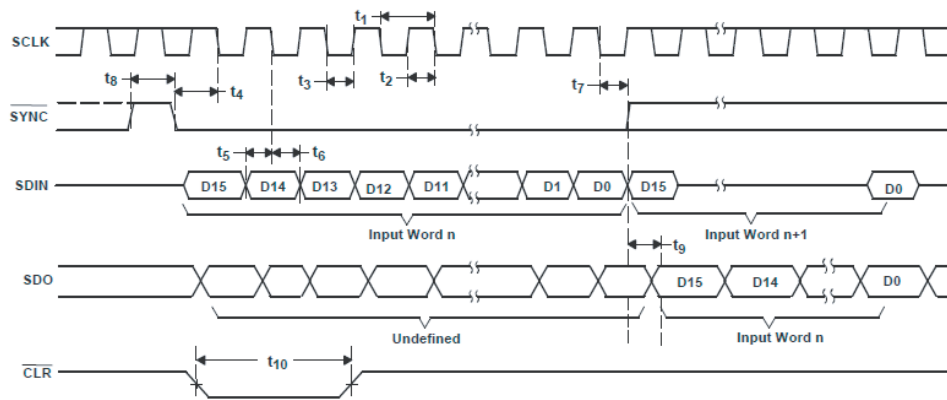 t1
SCLK
t8 t4 t3 t2 t7
SYNC
t5 t6
SDIN D15 D14 D13 D12 D11 D1 D0 D15 D0
Input Word n Input Word n+1
t9
SDO D15 D14 D0
Undefined Input Word n
t10
CLR